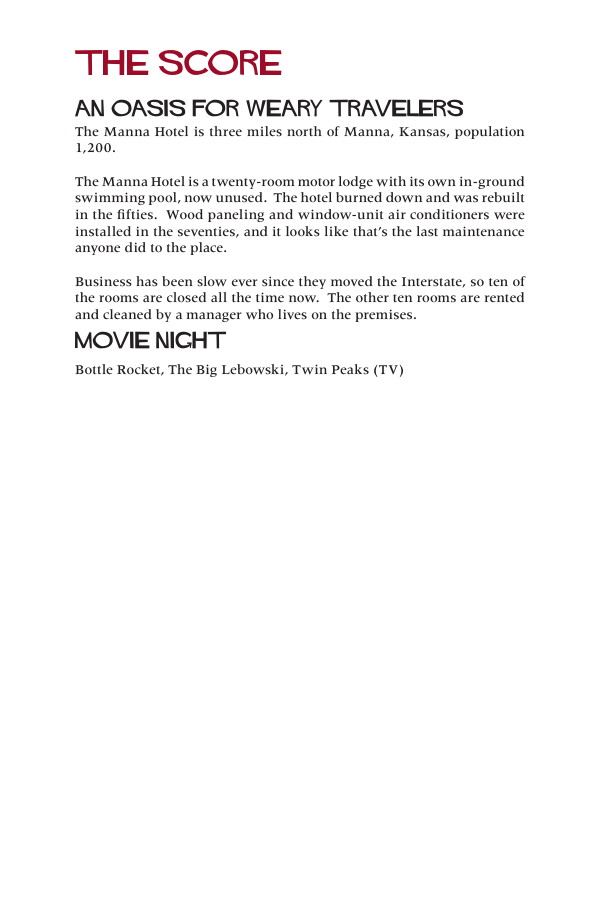 THE SCORE
AN OASIS FOR WEARY TRAVELERS
The Manna Hotel is three miles north of Manna, Kansas, population
1,200.
The Manna Hotel is a twenty-room motor lodge with its own in-ground
swimming pool, now unused.  The hotel burned down and was rebuilt
in the fifties.  Wood paneling and window-unit air conditioners were
installed in the seventies, and it looks like that’s the last maintenance
anyone did to the place.
Business has been slow ever since they moved the Interstate, so ten of
the rooms are closed all the time now.  The other ten rooms are rented
and cleaned by a manager who lives on the premises.
MOVIE NIGHT
Bottle Rocket, The Big Lebowski, Twin Peaks (TV)